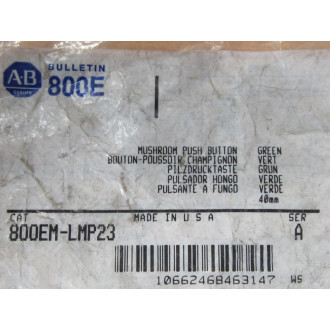 A-B
BULLETIN
800E
MUSHROOM PUSH BUTTON GREEN
BOUTON-POUSSOIR CHAMPIGNON VERT
PILZDRUCKTASTE GRUN
PULSADOR HONGO VERDE
PULSANTE A FUNGO VERDE
40mm
CAT MADE IN U S A SER
800EM-LMP23 A
10662468463147 WS